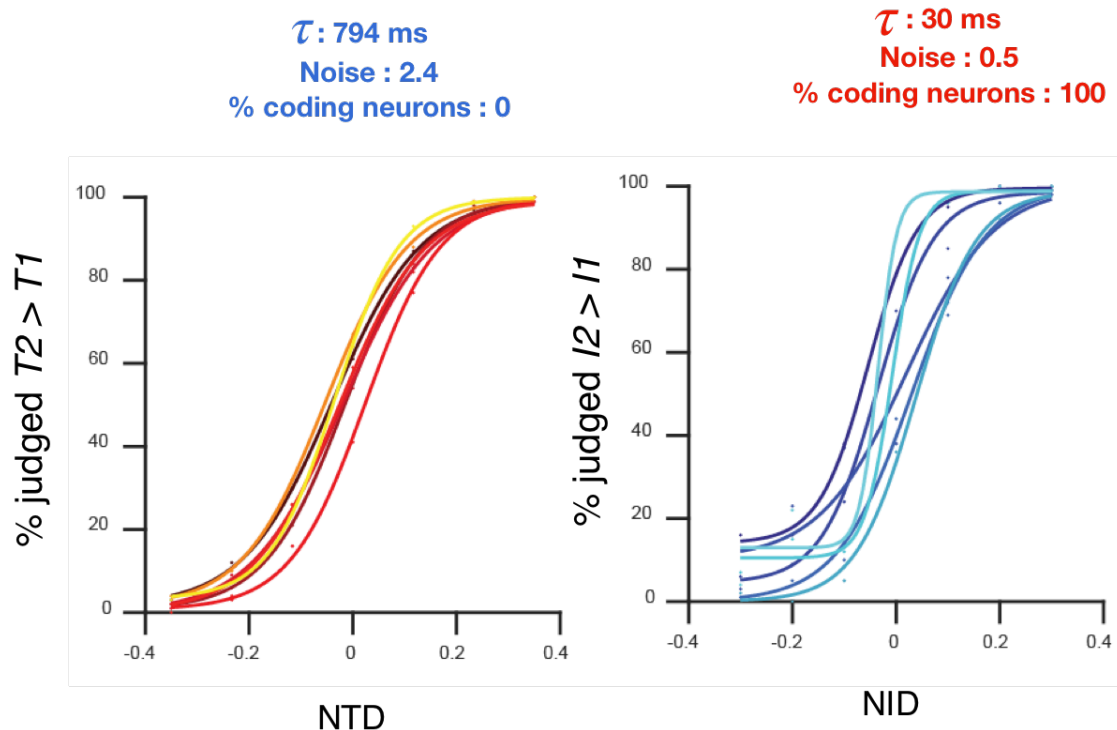 τ : 794 ms
Noise : 2.4
% coding neurons : 0
τ : 30 ms
Noise : 0.5
% coding neurons : 100
% judged T2 > T1
100
80
60
40
20
0
-0.4
-0.2
0
0.2
0.4
NTD
% judged I2 > I1
100
80
60
40
20
0
-0.4
-0.2
0
0.2
0.4
NID